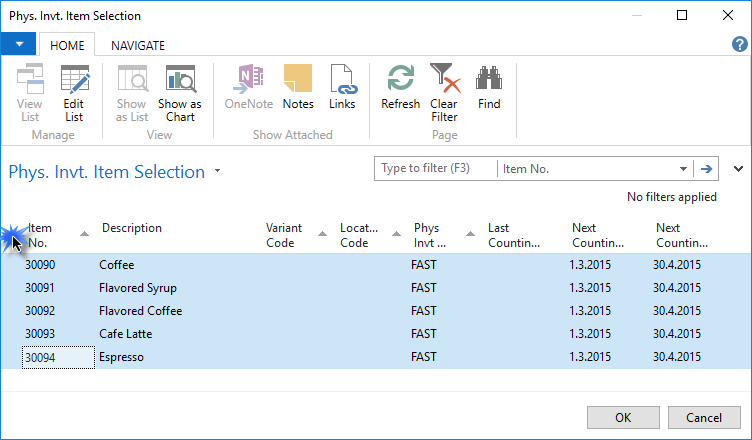 Phys. Invt. Item Selection
HOME NAVIGATE
View List
Edit List
Show as List
Show as Chart
OneNote
Notes
Links
Refresh
Clear Filter
Find
Manage View Show Attached Page
Phys. Invt. Item Selection
Type to filter (F3) Item No.
No filters applied
Item No. Description Variant Code Locat... Code Phys Invt ... Last Countin... Next Countin... Next Countin...
30090 Coffee FAST 1.3.2015 30.4.2015
30091 Flavored Syrup FAST 1.3.2015 30.4.2015
30092 Flavored Coffee FAST 1.3.2015 30.4.2015
30093 Cafe Latte FAST 1.3.2015 30.4.2015
30094 Espresso FAST 1.3.2015 30.4.2015
OK Cancel